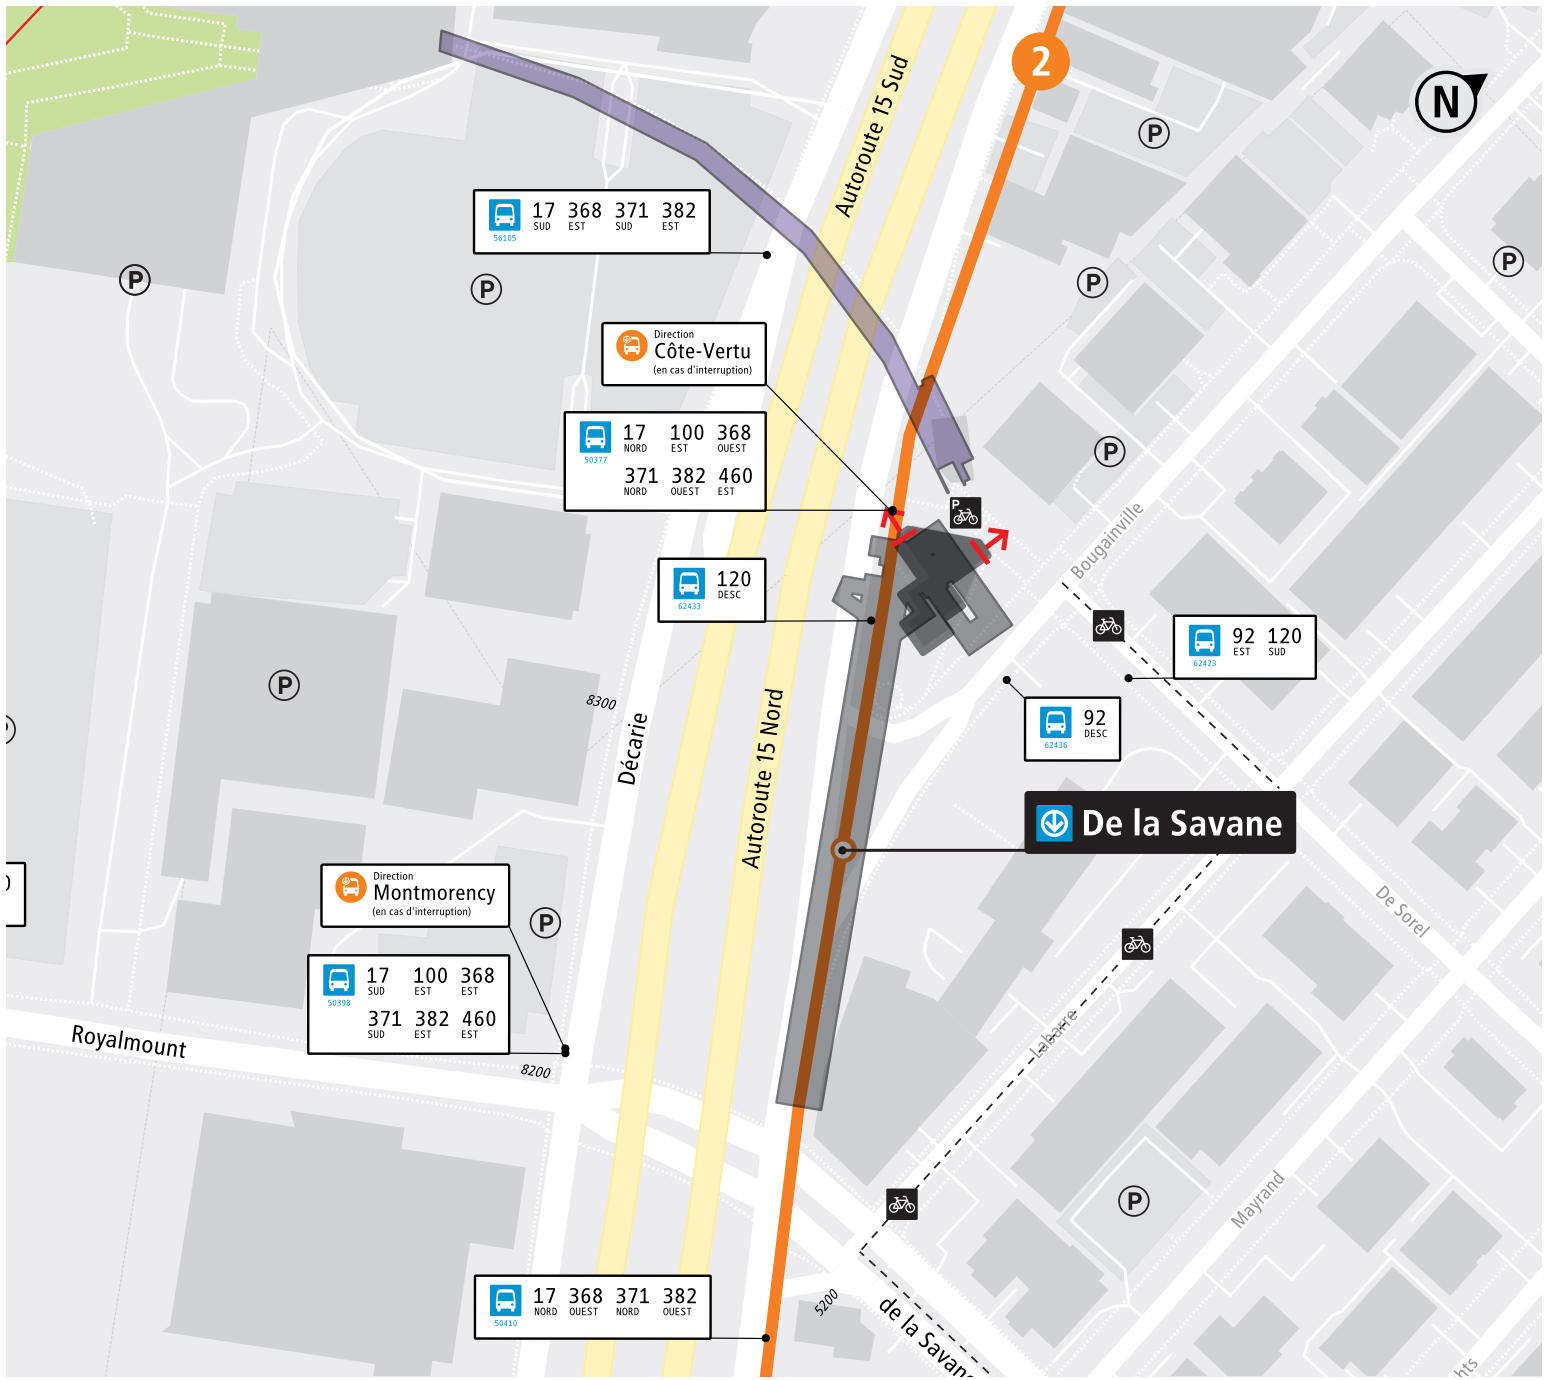 2
N
Autoroute 15 Sud
P
17 368 371 382
SUD EST SUD EST
56105
P
P
P
P
Direction
Côte-Vertu
(en cas d'interruption)
17 100 368
NORD EST OUEST
50377
371 382 460
NORD OUEST EST
P
P
Bougainville
120
DESC
62433
92 120
EST SUD
62423
P
8300
Décarie
Autoroute 15 Nord
92
DESC
62436
De la Savane
Direction
Montmorency
(en cas d'interruption)
P
De Sorel
17 100 368
SUD EST EST
50398
371 382 460
SUD EST EST
Labarre
Royalmount
8200
Mayrand
P
17 368 371 382
NORD OUEST NORD OUEST
50410
5200
de la Savane
hts